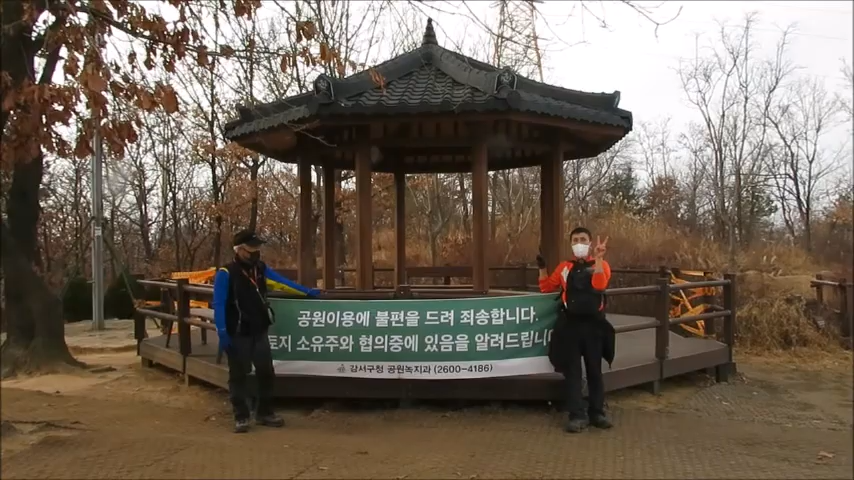 공원이용에 불편을 드려 죄송합니다.
토지 소유주와 협의중에 있음을 알려드립니다.
강서구청 공원녹지과 (2600-4186)